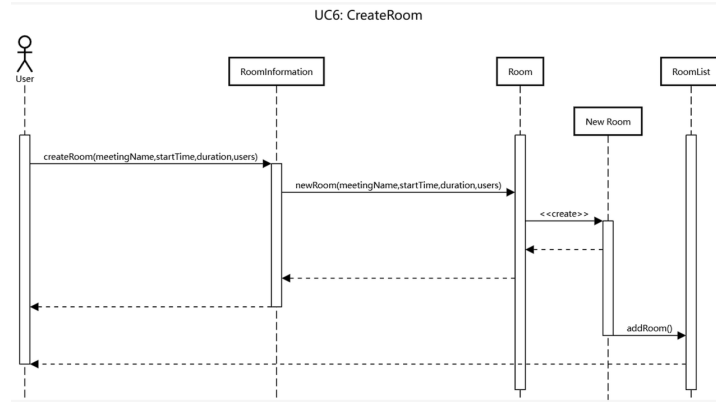 UC6: CreateRoom
User
RoomInformation
Room
RoomList
New Room
createRoom(meetingName,startTime,duration,users)
newRoom(meetingName,startTime,duration,users)
<<create>>
addRoom()